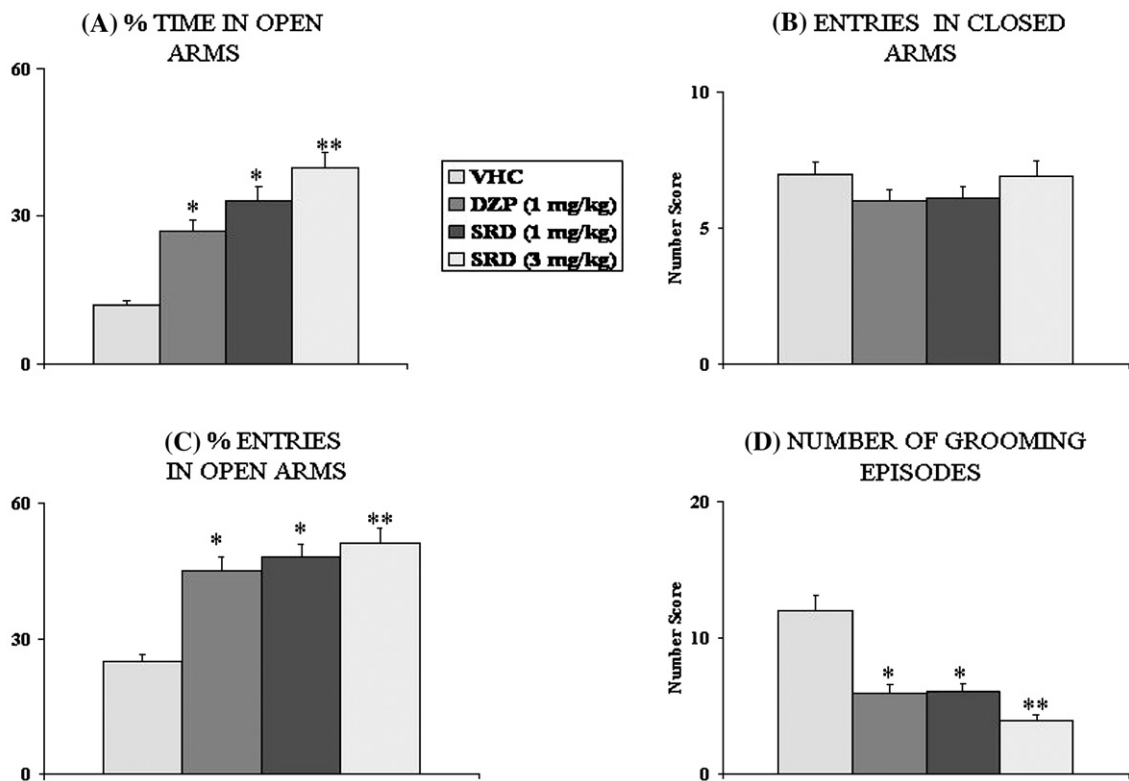 (A) % TIME IN OPEN
ARMS
60
30
0
*
*
**
VHC
DZP (1 mg/kg)
SRD (1 mg/kg)
SRD (3 mg/kg)
(B) ENTRIES IN CLOSED
ARMS
10
5
0
Number Score
(C) % ENTRIES
IN OPEN ARMS
60
30
0
*
*
**
(D) NUMBER OF GROOMING
EPISODES
20
10
0
Number Score
*
*
**